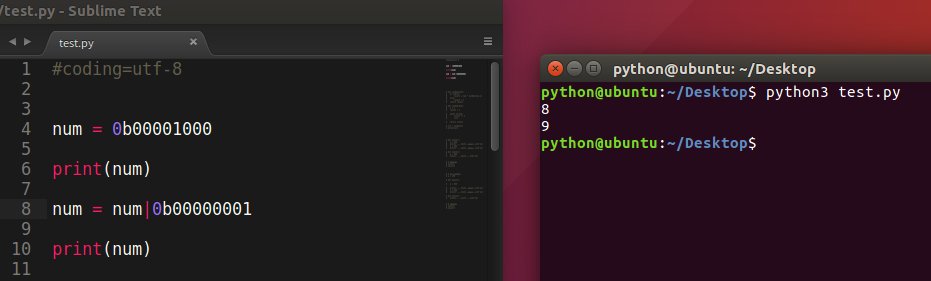 /test.py - Sublime Text
test.py
1 #coding=utf-8
2
3
4 num = 0b00001000
5
6 print(num)
7
8 num = num|0b00000001
9
10 print(num)
11
python@ubuntu: ~/Desktop
python@ubuntu:~/Desktop$ python3 test.py
8
9
python@ubuntu:~/Desktop$